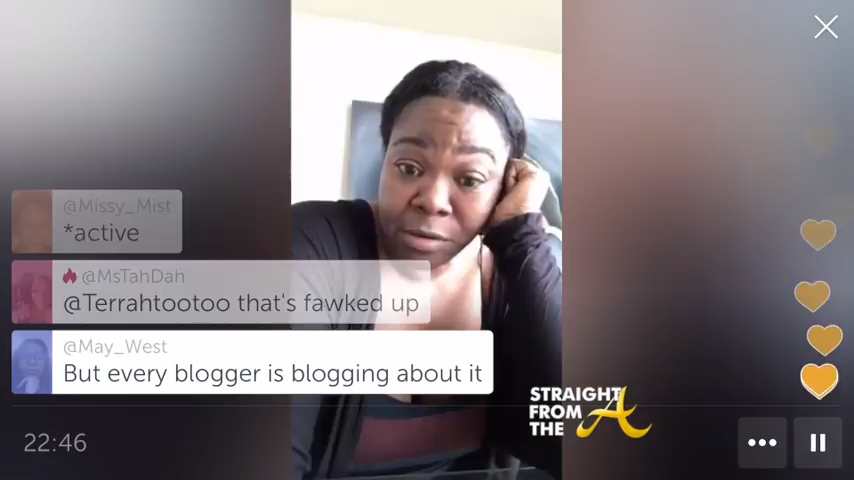 @Missy_Mist
*active
@MsTahDah
@Terrahtootoo that's fawked up
@May_West
But every blogger is blogging about it
STRAIGHT
FROM
THE A
22:46